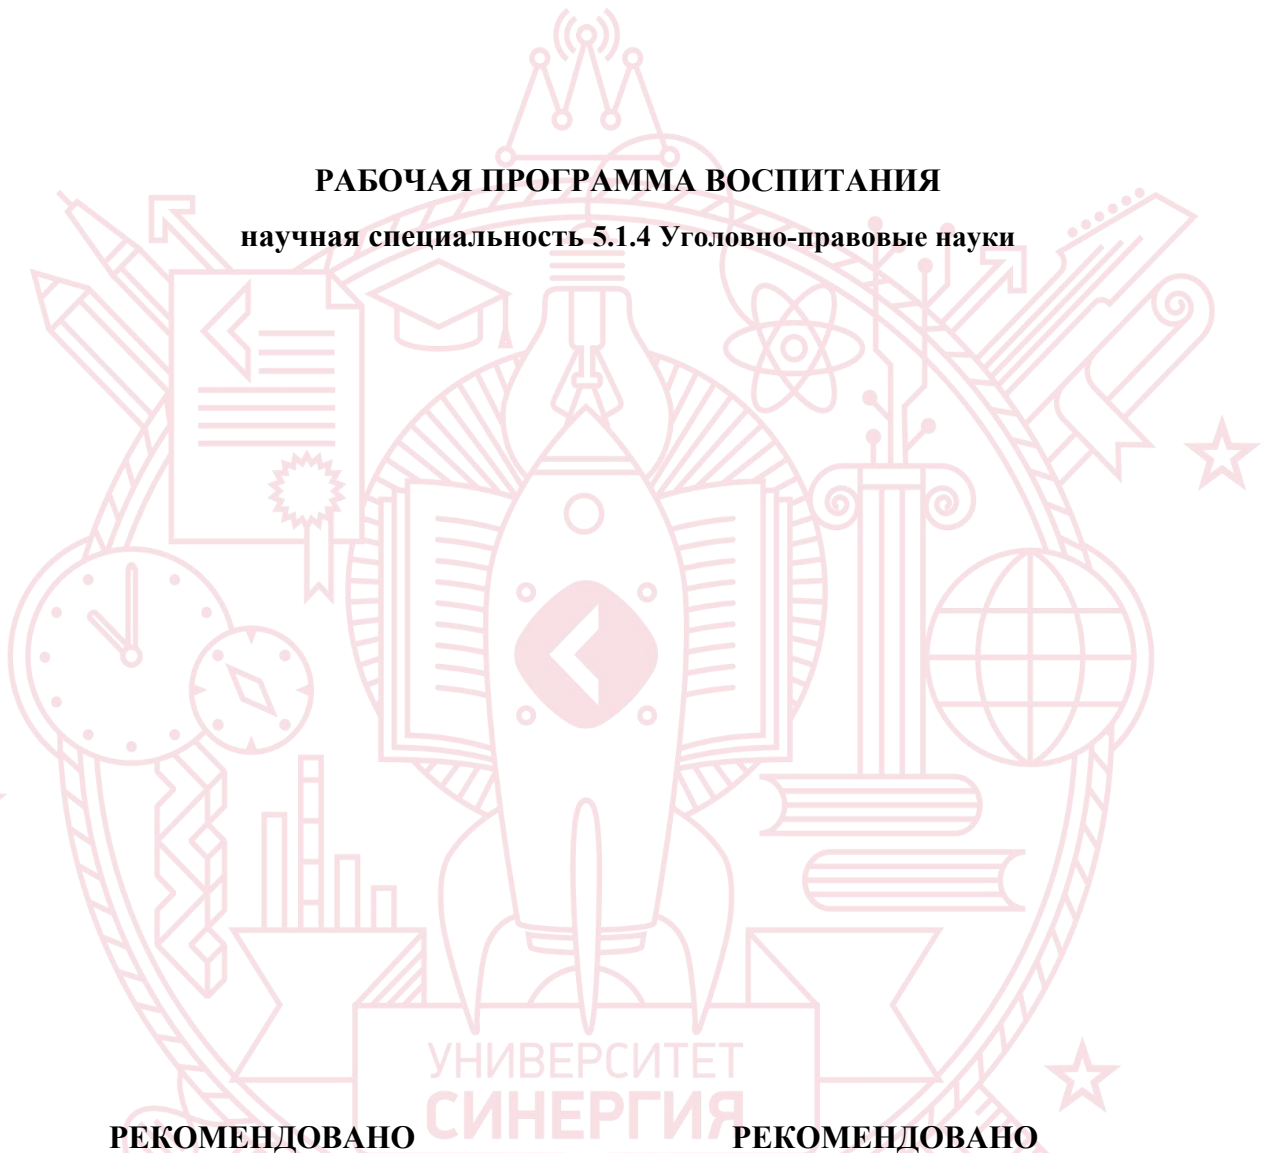 РАБОЧАЯ ПРОГРАММА ВОСПИТАНИЯ
научная специальность 5.1.4 Уголовно-правовые науки
УНИВЕРСИТЕТ
СИНЕРГИЯ
РЕКОМЕНДОВАНО РЕКОМЕНДОВАНО